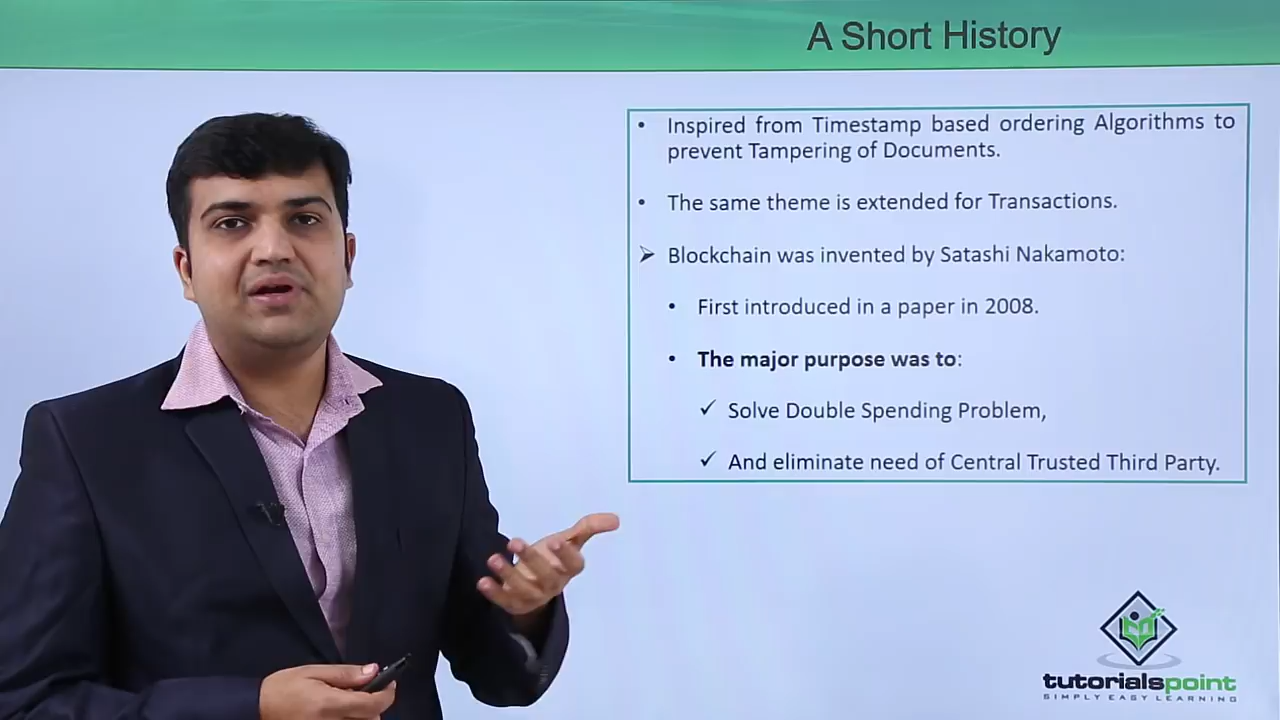 A Short History
• Inspired from Timestamp based ordering Algorithms to
prevent Tampering of Documents.
• The same theme is extended for Transactions.
➢ Blockchain was invented by Satashi Nakamoto:
• First introduced in a paper in 2008.
• The major purpose was to:
✓ Solve Double Spending Problem,
✓ And eliminate need of Central Trusted Third Party.
tutorialspoint
SIMPLY EASY LEARNING